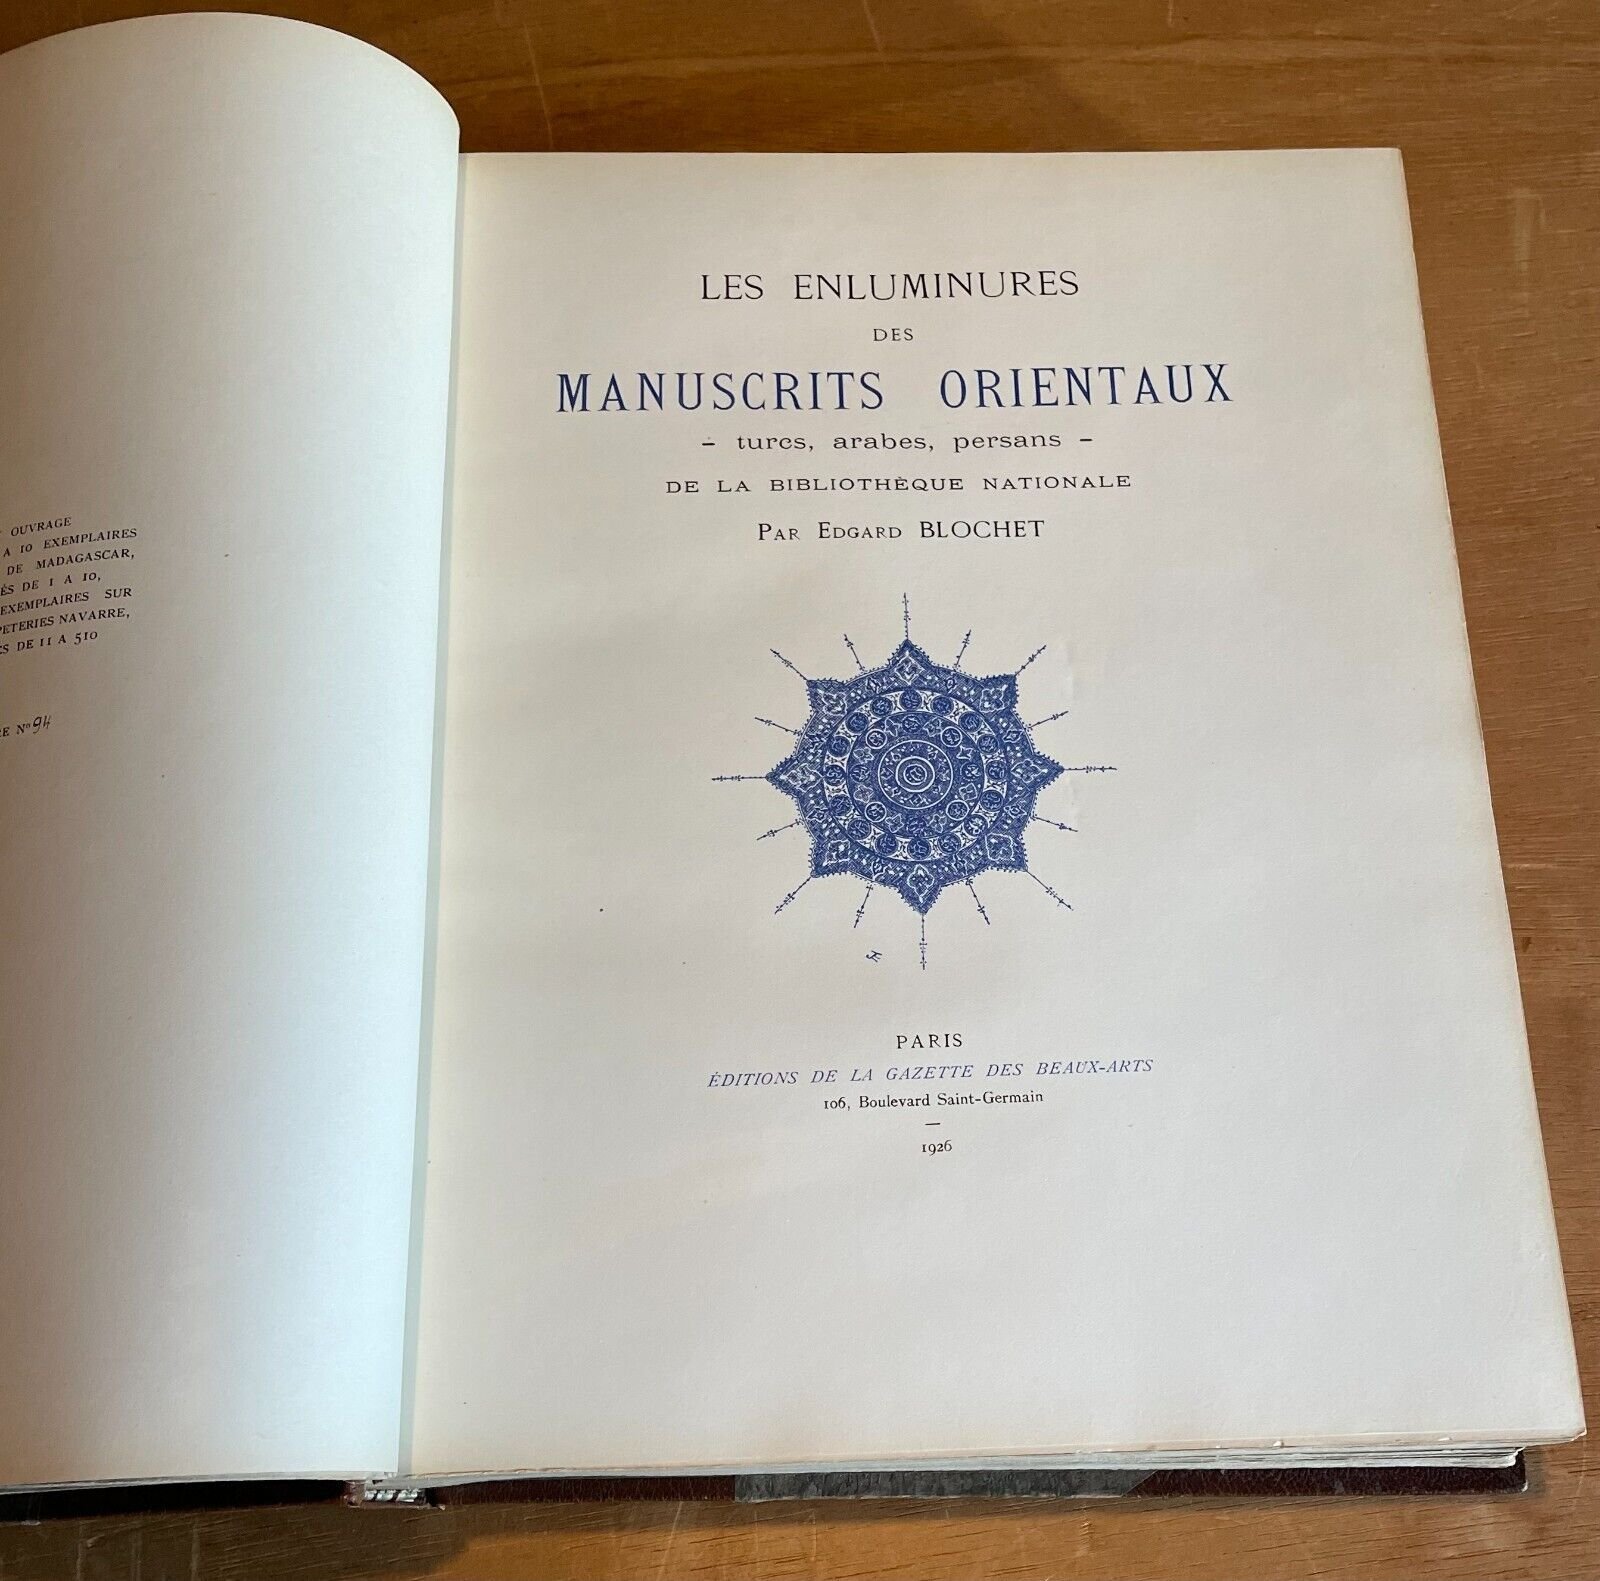 OUVRAGE
A 10 EXEMPLAIRES
DE MADAGASCAR,
DE 1 A 10,
EXEMPLAIRES SUR
NAVARRE,
DE 11 A 510
Nº 94
LES ENLUMINURES
DES
MANUSCRITS ORIENTAUX
- turcs, arabes, persans -
DE LA BIBLIOTHÈQUE NATIONALE
PAR EDGARD BLOCHET
PARIS
ÉDITIONS DE LA GAZETTE DES BEAUX-ARTS
106, Boulevard Saint-Germain
—
1926